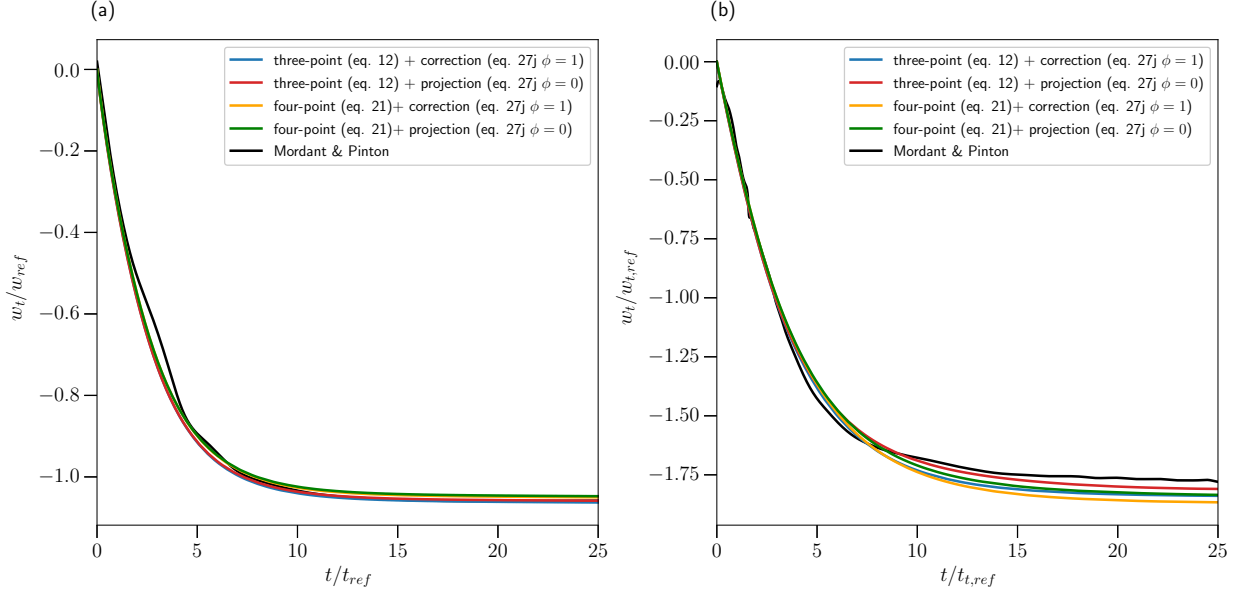 (a)
three-point (eq. 12) + correction (eq. 27j ϕ = 1)
three-point (eq. 12) + projection (eq. 27j ϕ = 0)
four-point (eq. 21)+ correction (eq. 27j ϕ = 1)
four-point (eq. 21)+ projection (eq. 27j ϕ = 0)
Mordant & Pinton
0.0
−0.2
−0.4
−0.6
−0.8
−1.0
w_t/w_ref
0 5 10 15 20 25
t/t_ref
(b)
three-point (eq. 12) + correction (eq. 27j ϕ = 1)
three-point (eq. 12) + projection (eq. 27j ϕ = 0)
four-point (eq. 21)+ correction (eq. 27j ϕ = 1)
four-point (eq. 21)+ projection (eq. 27j ϕ = 0)
Mordant & Pinton
0.00
−0.25
−0.50
−0.75
−1.00
−1.25
−1.50
−1.75
w_t/w_t,ref
0 5 10 15 20 25
t/t_t,ref